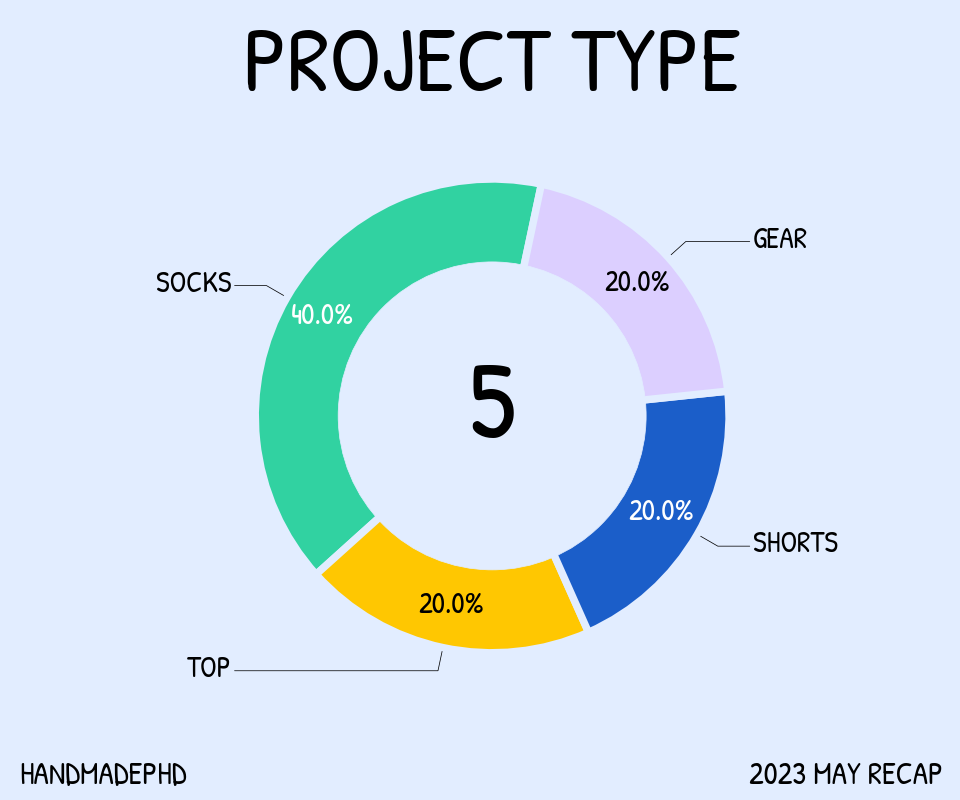 PROJECT TYPE
GEAR
SOCKS
20.0%
40.0%
5
20.0%
SHORTS
20.0%
TOP
HANDMADEPHD
2023 MAY RECAP